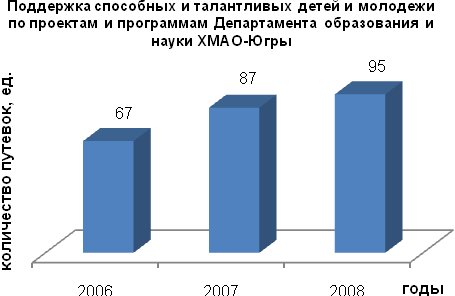 Поддержка способных и талантливых детей и молодежи
по проектам и программам Департамента образования и
науки ХМАО-Югры
количество путевок, ед.
67
87
95
2006
2007
2008
годы